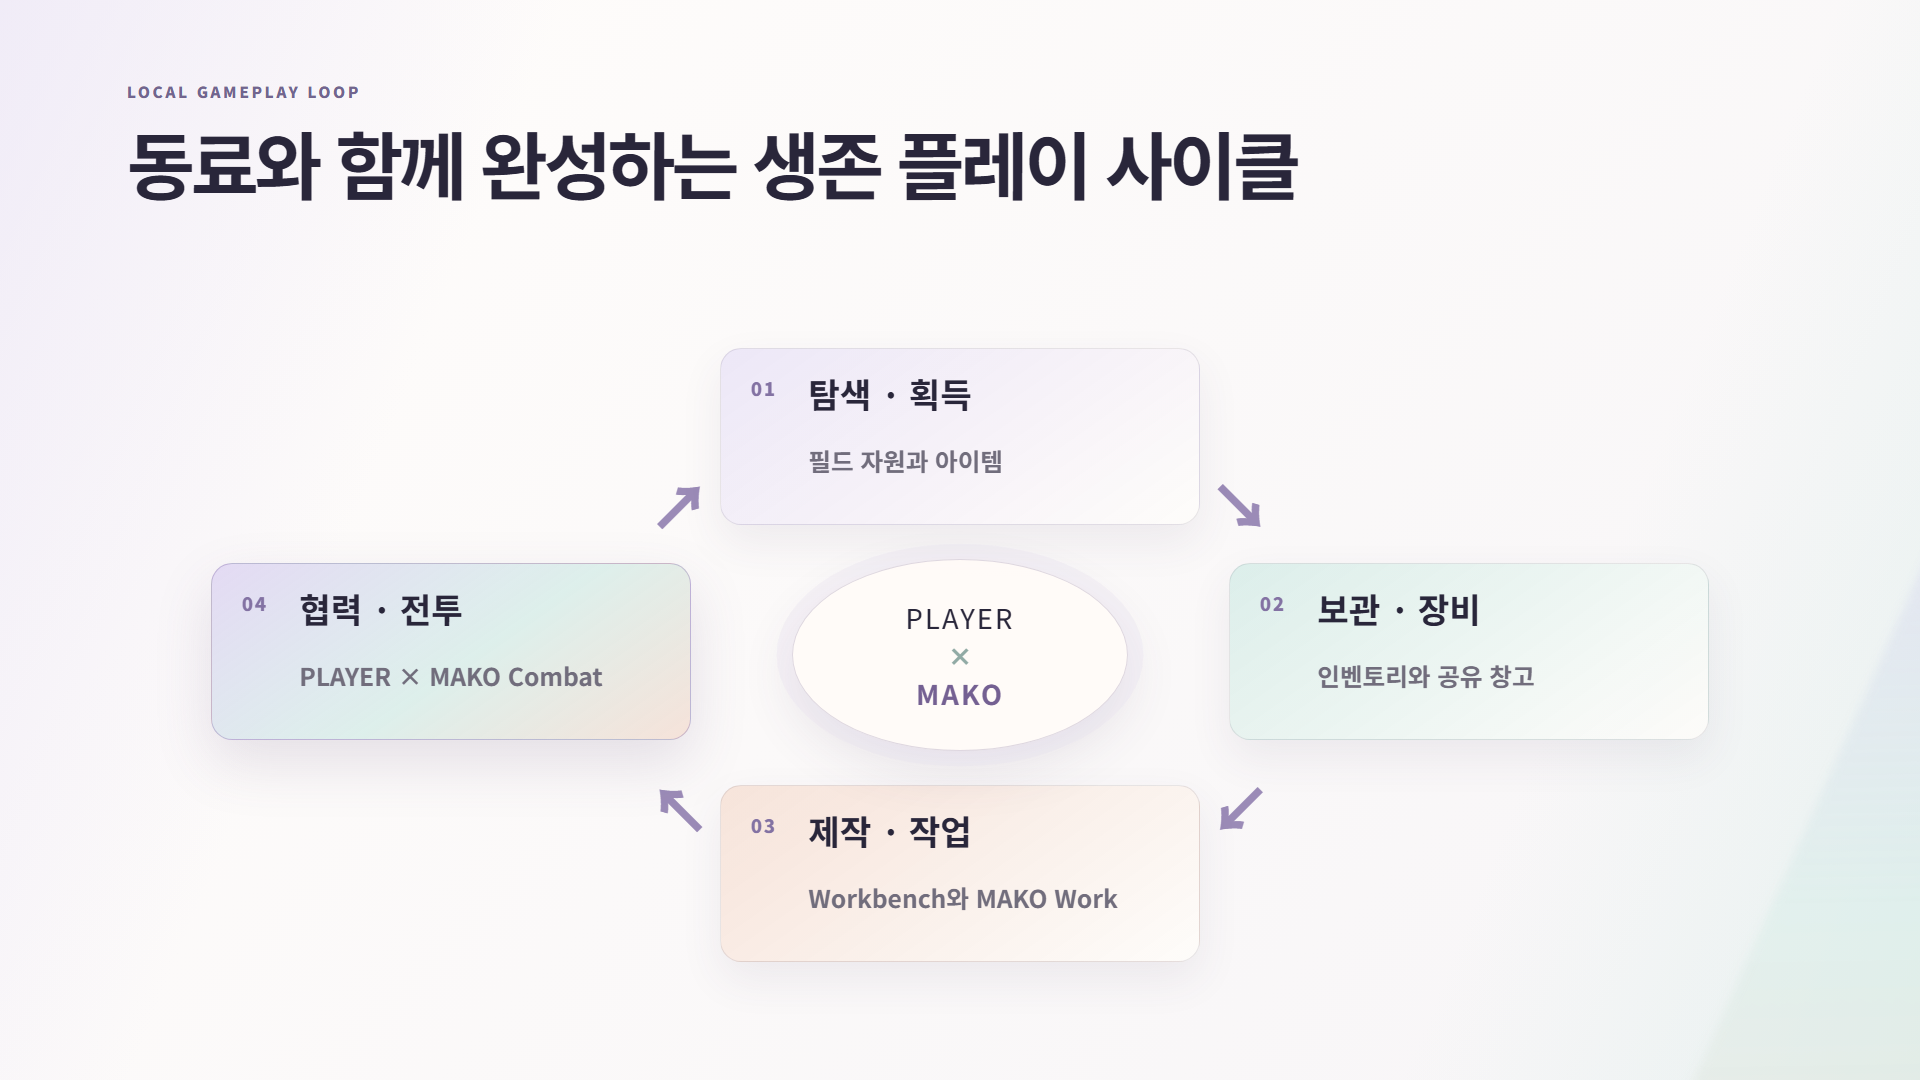 LOCAL GAMEPLAY LOOP
동료와 함께 완성하는 생존 플레이 사이클
01 탐색 · 획득
필드 자원과 아이템
04 협력 · 전투
PLAYER × MAKO Combat
PLAYER
×
MAKO
02 보관 · 장비
인벤토리와 공유 창고
03 제작 · 작업
Workbench와 MAKO Work